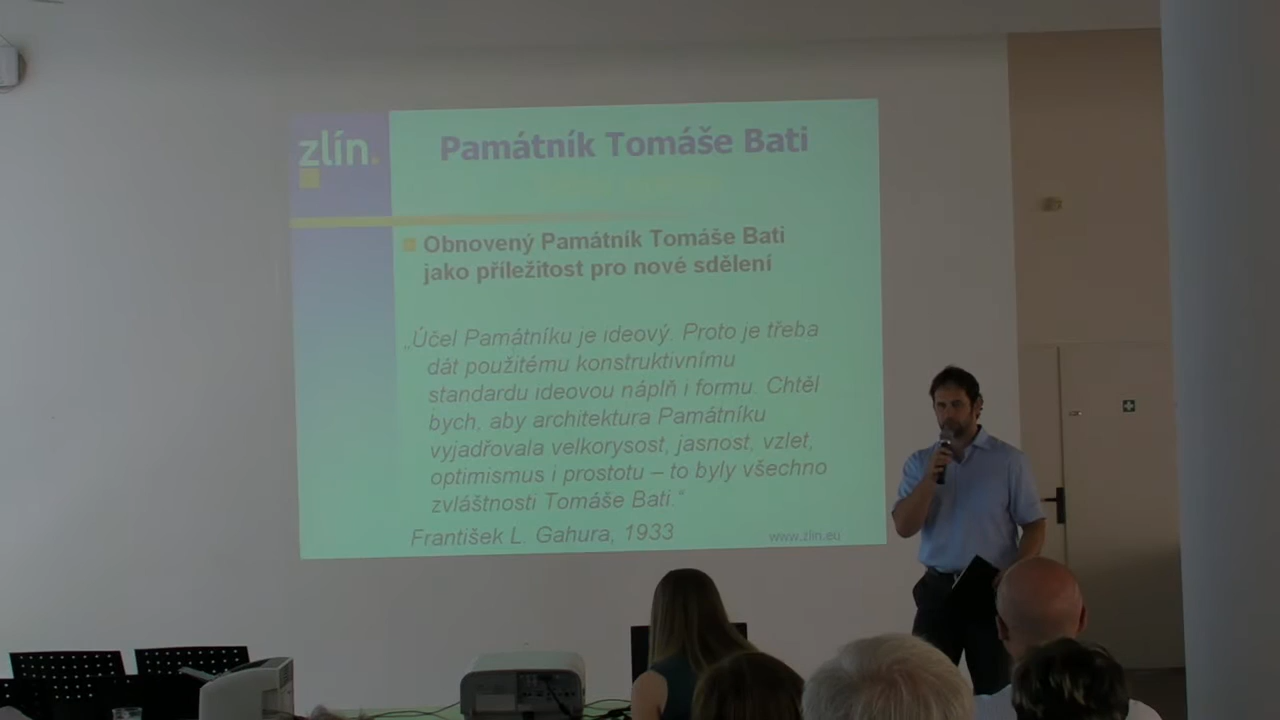 zlín.
Památník Tomáše Bati
Obnovený Památník Tomáše Bati
jako příležitost pro nové sdělení
„Účel Památníku je ideový. Proto je třeba
dát použitému konstruktivnímu
standardu ideovou náplň i formu. Chtěl
bych, aby architektura Památníku
vyjadřovala velkorysost, jasnost, vzlet,
optimismus i prostotu – to byly všechno
zvláštnosti Tomáše Bati.“
František L. Gahura, 1933
www.zlin.eu